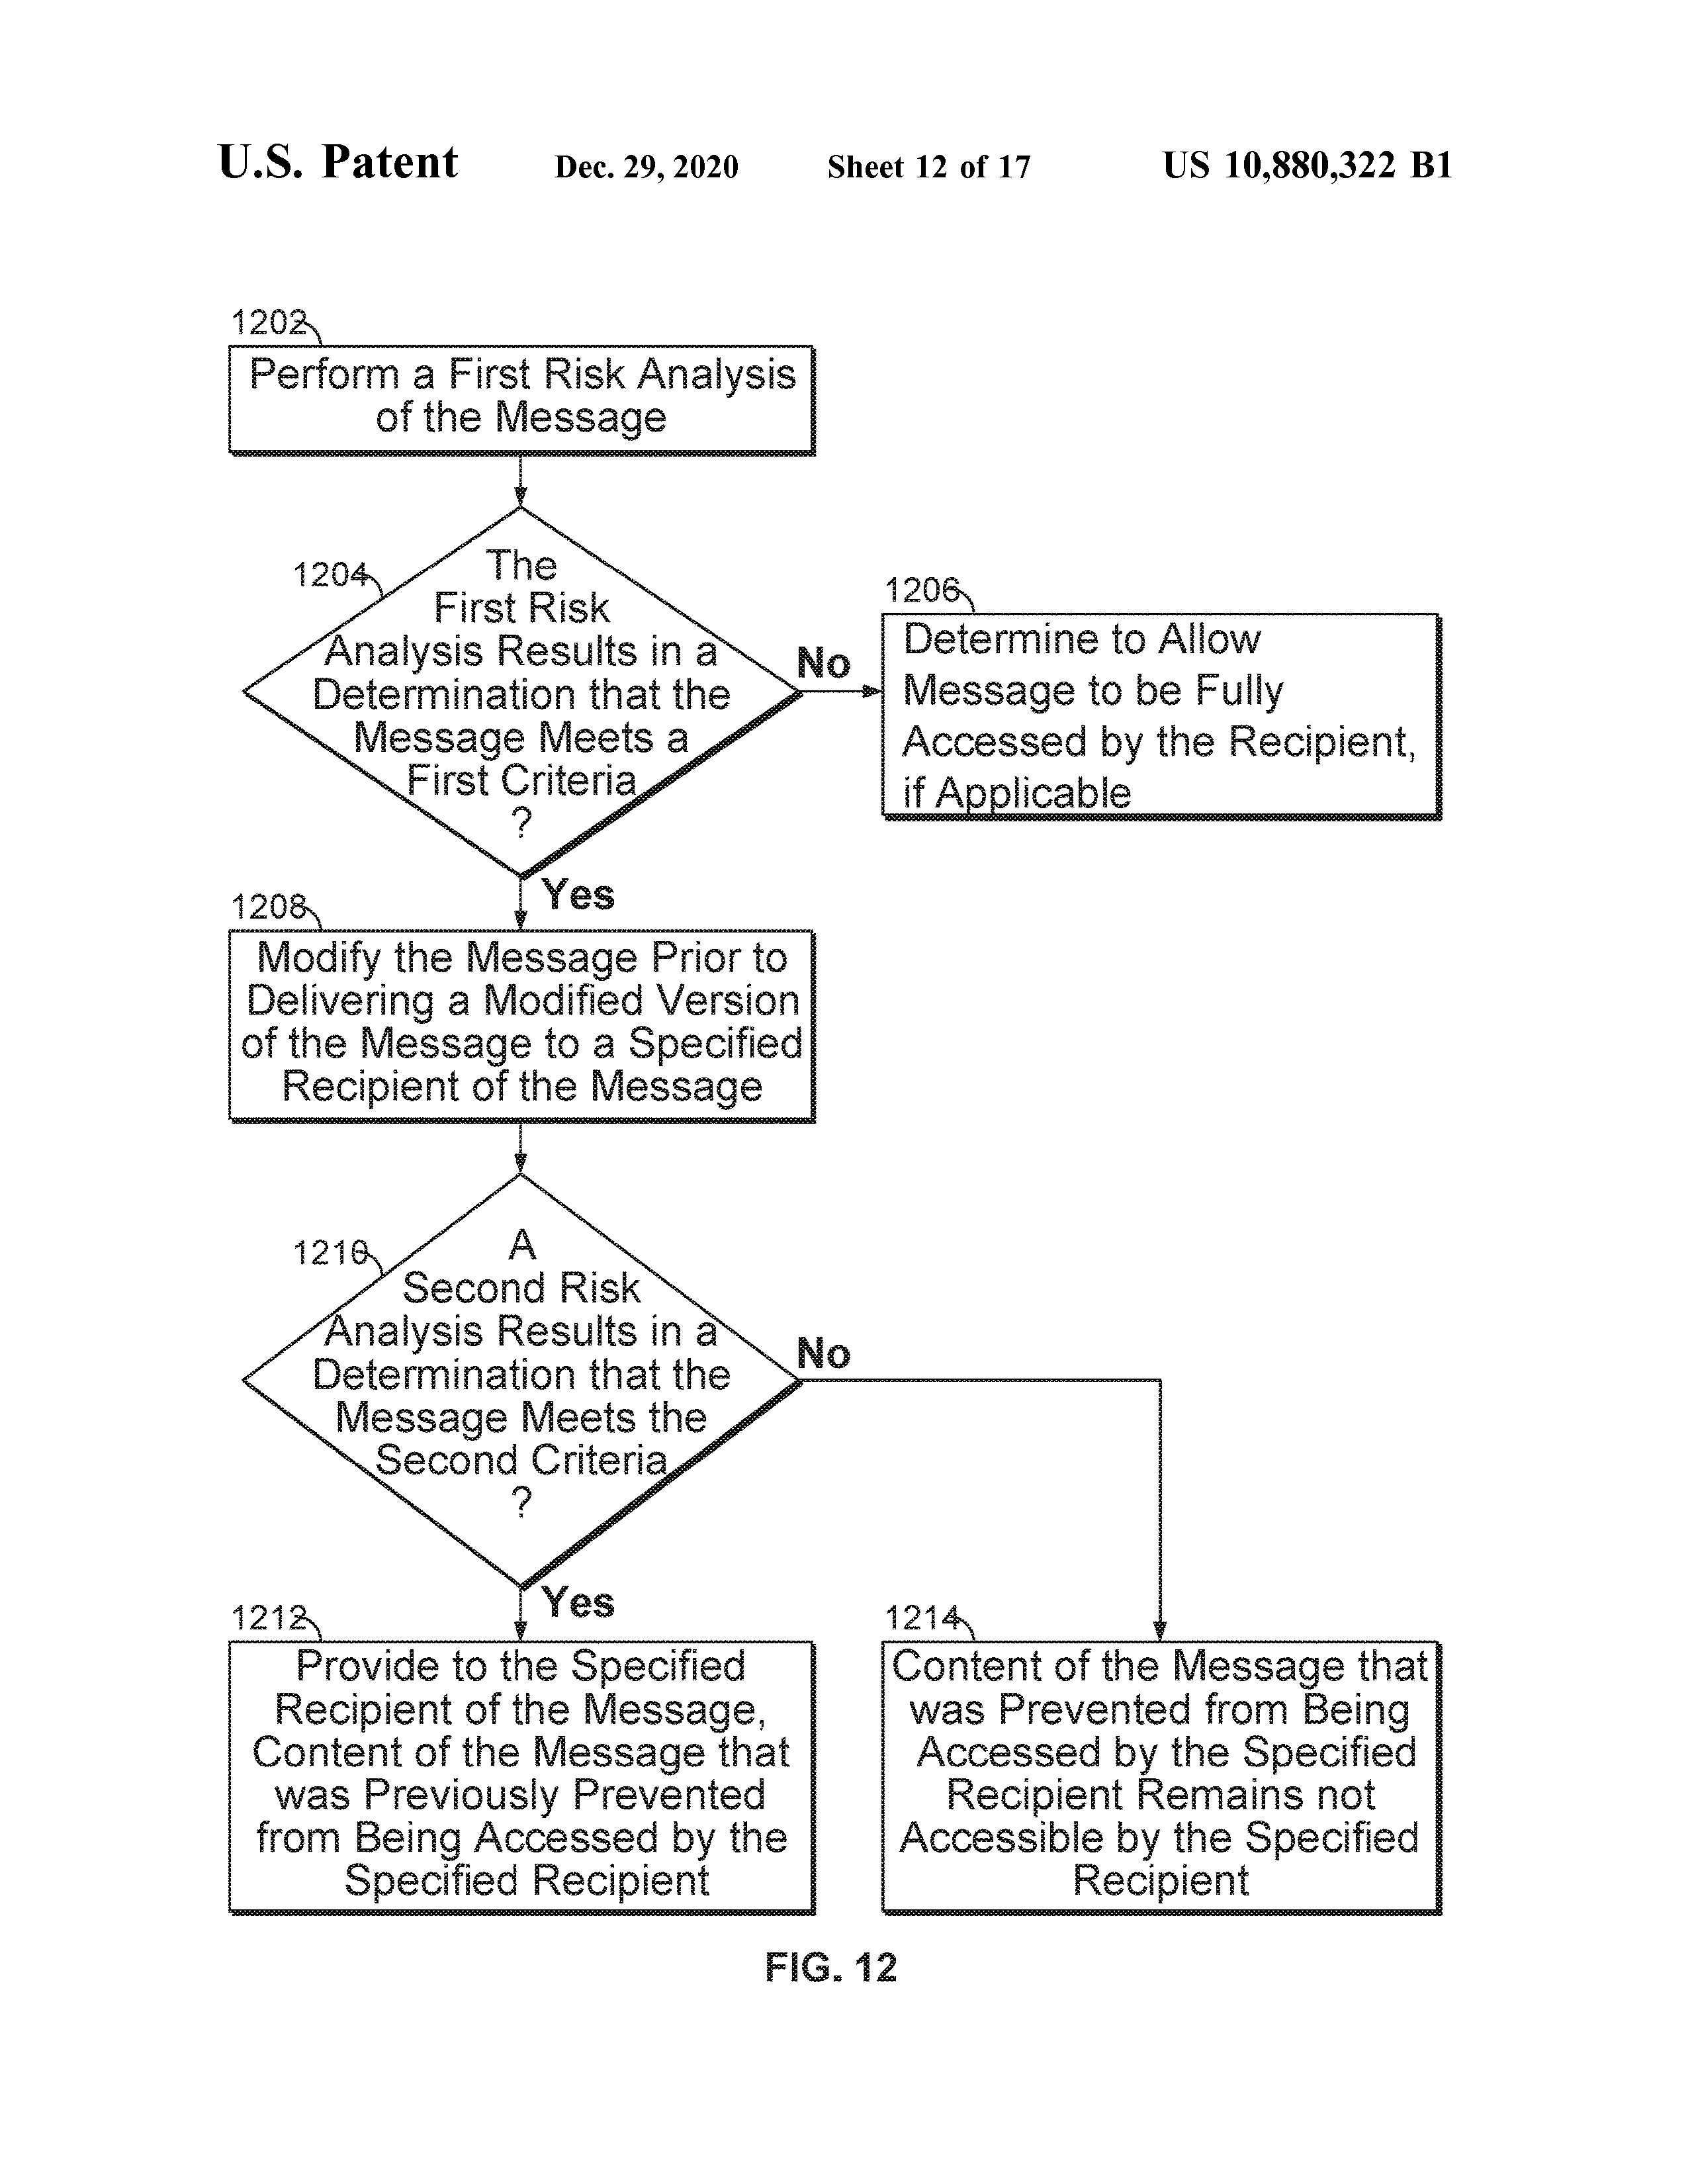 U.S. Patent Dec. 29, 2020 Sheet 12 of 17 US 10,880,322 B1
1202
Perform a First Risk Analysis
of the Message
1204
The
First Risk
Analysis Results in a
Determination that the
Message Meets a
First Criteria
?
No
1206
Determine to Allow
Message to be Fully
Accessed by the Recipient,
if Applicable
Yes
1208
Modify the Message Prior to
Delivering a Modified Version
of the Message to a Specified
Recipient of the Message
1210
A
Second Risk
Analysis Results in a
Determination that the
Message Meets the
Second Criteria
?
No
Yes
1212
Provide to the Specified
Recipient of the Message,
Content of the Message that
was Previously Prevented
from Being Accessed by the
Specified Recipient
1214
Content of the Message that
was Prevented from Being
Accessed by the Specified
Recipient Remains not
Accessible by the Specified
Recipient
FIG. 12